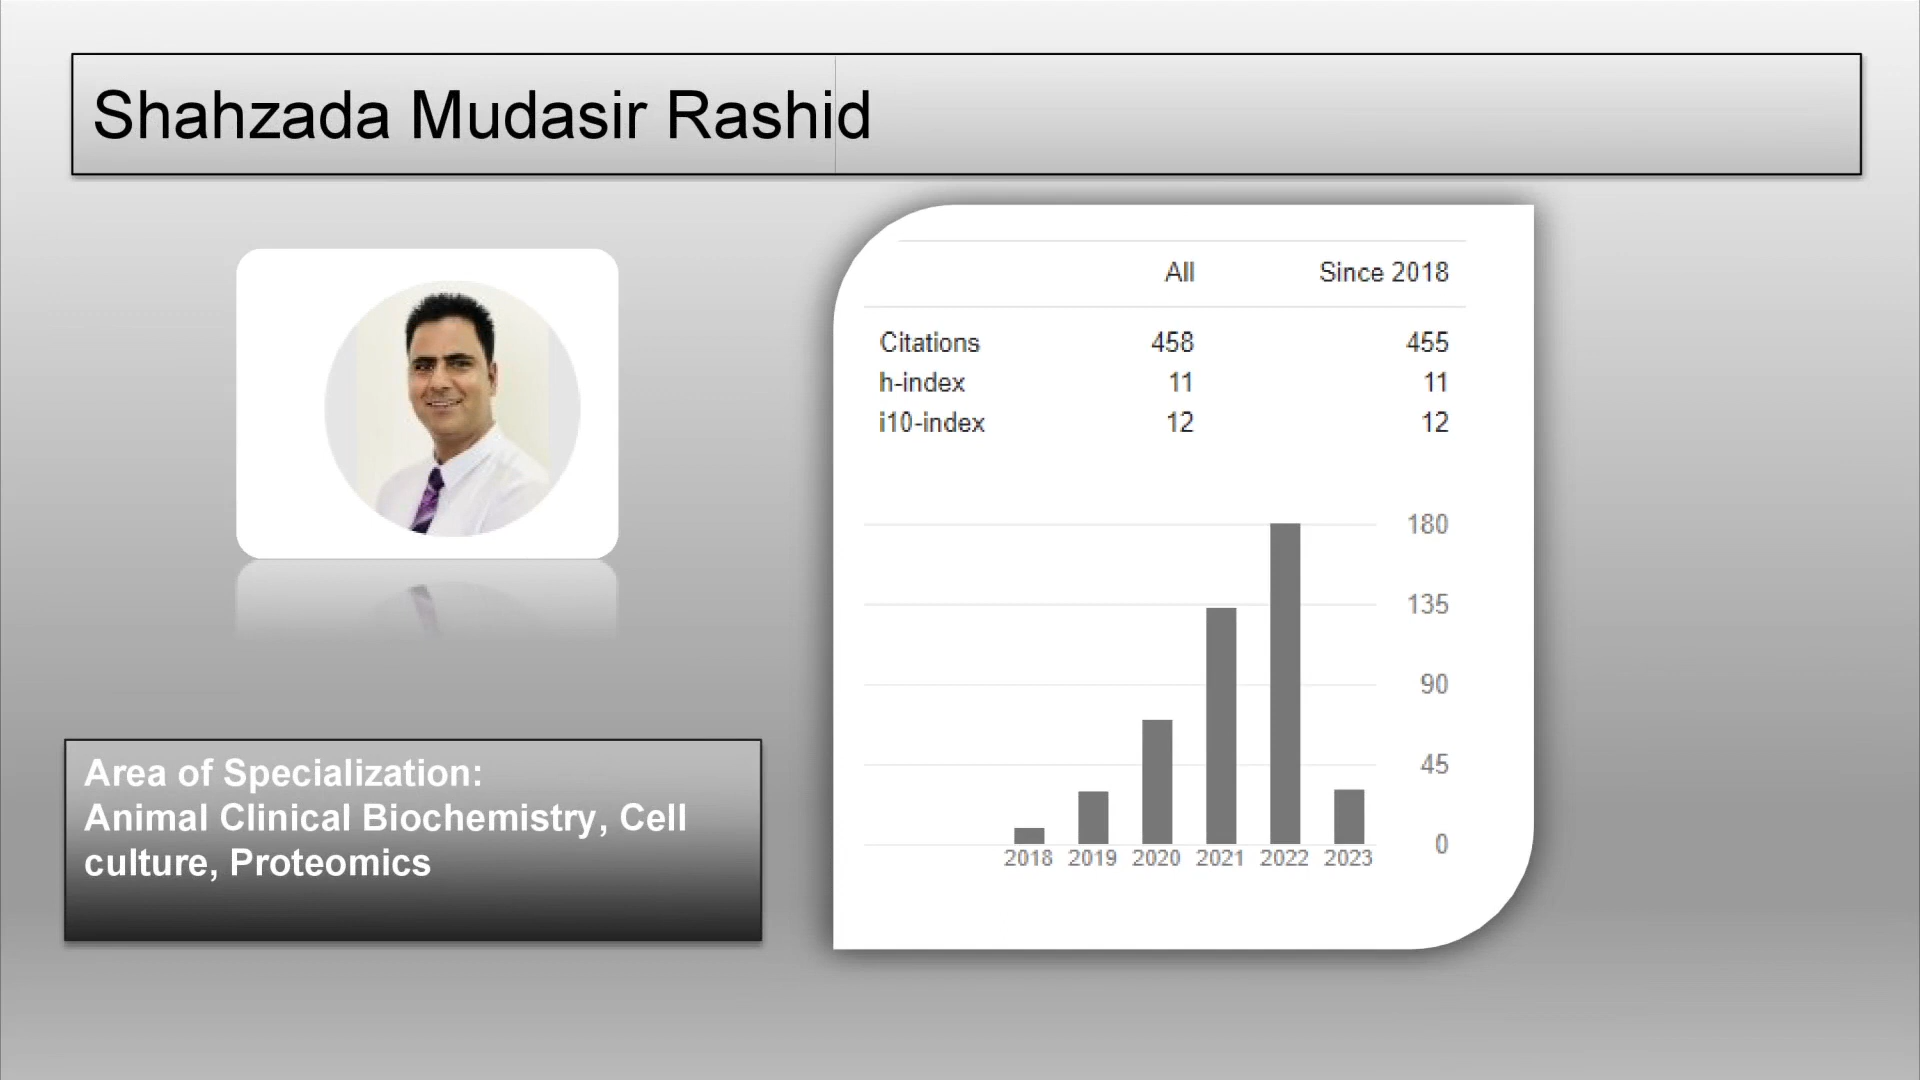 Shahzada Mudasir Rashid
All Since 2018
Citations 458 455
h-index 11 11
i10-index 12 12
180
135
90
45
0
2018 2019 2020 2021 2022 2023
Area of Specialization:
Animal Clinical Biochemistry, Cell
culture, Proteomics